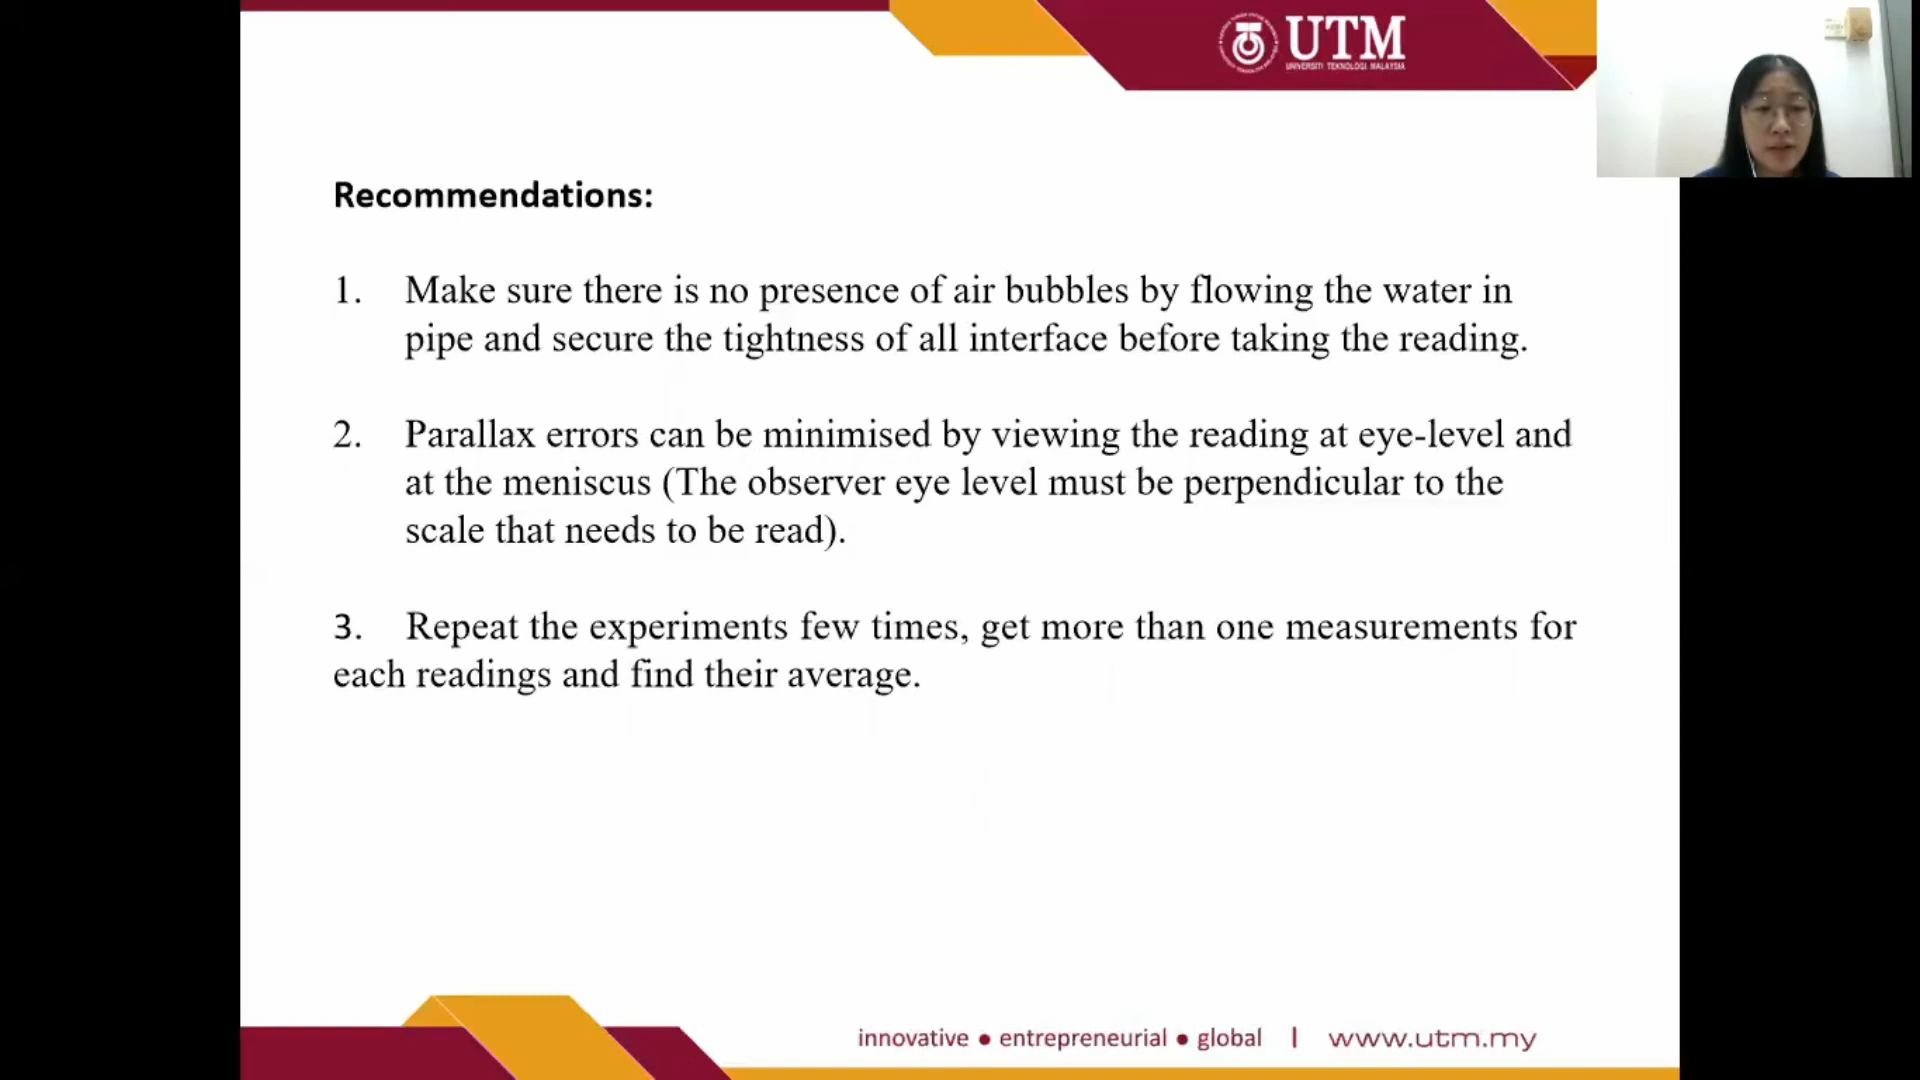 UTM
UNIVERSITI TEKNOLOGI MALAYSIA
Recommendations:
1. Make sure there is no presence of air bubbles by flowing the water in
pipe and secure the tightness of all interface before taking the reading.
2. Parallax errors can be minimised by viewing the reading at eye-level and
at the meniscus (The observer eye level must be perpendicular to the
scale that needs to be read).
3. Repeat the experiments few times, get more than one measurements for
each readings and find their average.
innovative ● entrepreneurial ● global | www.utm.my